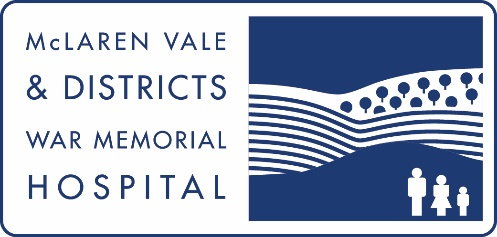 McLAREN VALE
& DISTRICTS
WAR MEMORIAL
HOSPITAL